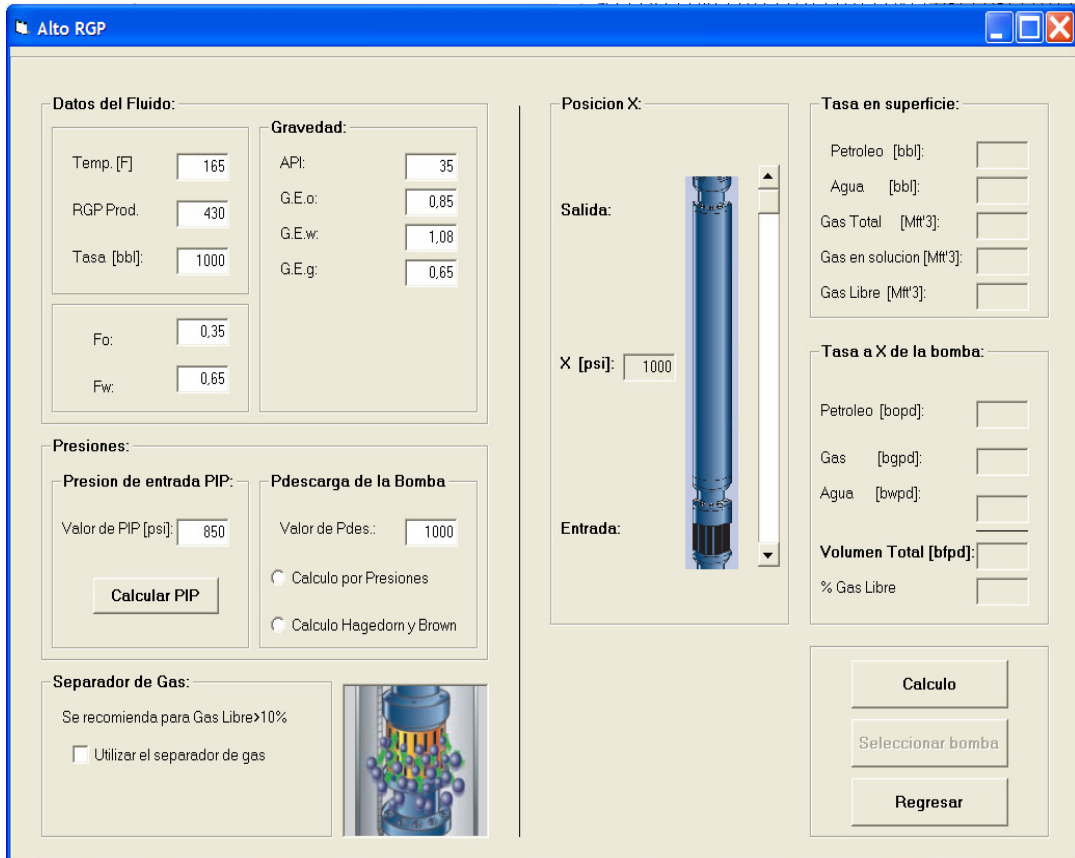 Alto RGP
Datos del Fluido:
Temp. [F] 165
RGP Prod. 430
Tasa [bbl]: 1000
Fo: 0,35
Fw: 0,65
Gravedad:
API: 35
G.E.o: 0,85
G.E.w: 1,08
G.E.g: 0,65
Presiones:
Presion de entrada PIP:
Valor de PIP [psi]: 850
Calcular PIP
Pdescarga de la Bomba
Valor de Pdes.: 1000
Calculo por Presiones
Calculo Hagedorn y Brown
Separador de Gas:
Se recomienda para Gas Libre>10%
Utilizar el separador de gas
Posicion X:
Salida:
X [psi]: 1000
Entrada:
Tasa en superficie:
Petroleo [bbl]:
Agua [bbl]:
Gas Total [Mft'3]:
Gas en solucion [Mft'3]:
Gas Libre [Mft'3]:
Tasa a X de la bomba:
Petroleo [bopd]:
Gas [bgpd]:
Agua [bwpd]:
Volumen Total [bfpd]:
% Gas Libre
Calculo
Seleccionar bomba
Regresar